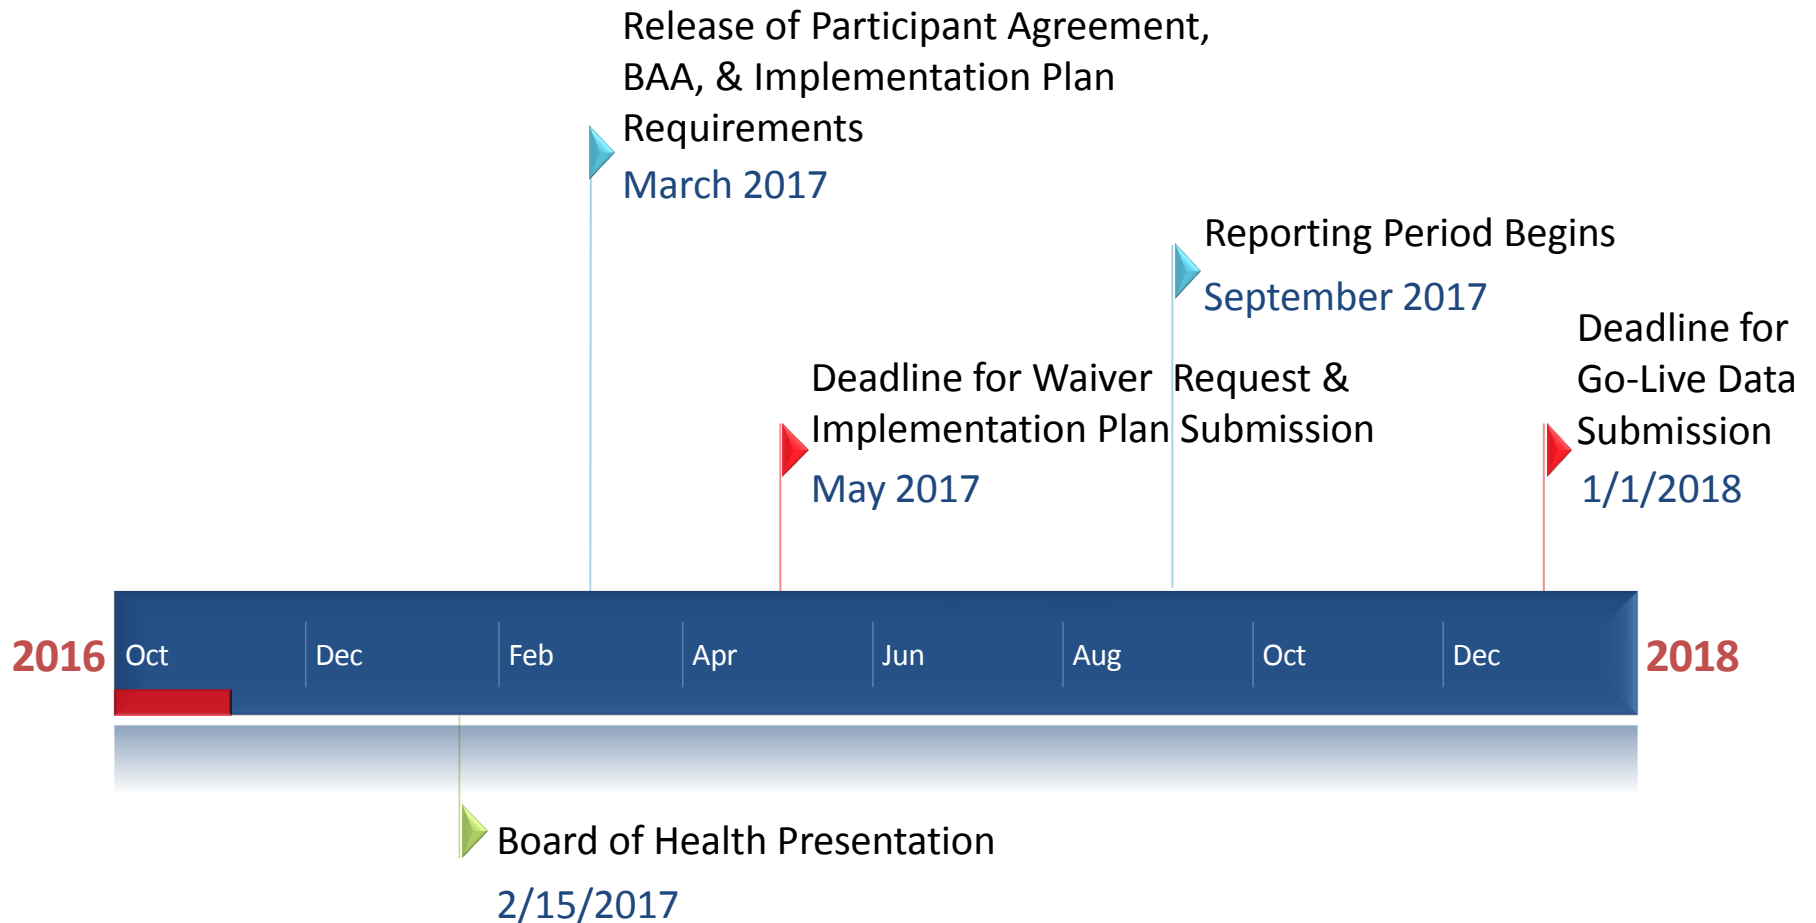 Release of Participant Agreement,
BAA, & Implementation Plan
Requirements
March 2017
Reporting Period Begins
September 2017
Deadline for
Go-Live Data
Submission
1/1/2018
Deadline for Waiver Request &
Implementation Plan Submission
May 2017
2016 Oct Dec Feb Apr Jun Aug Oct Dec 2018
Board of Health Presentation
2/15/2017